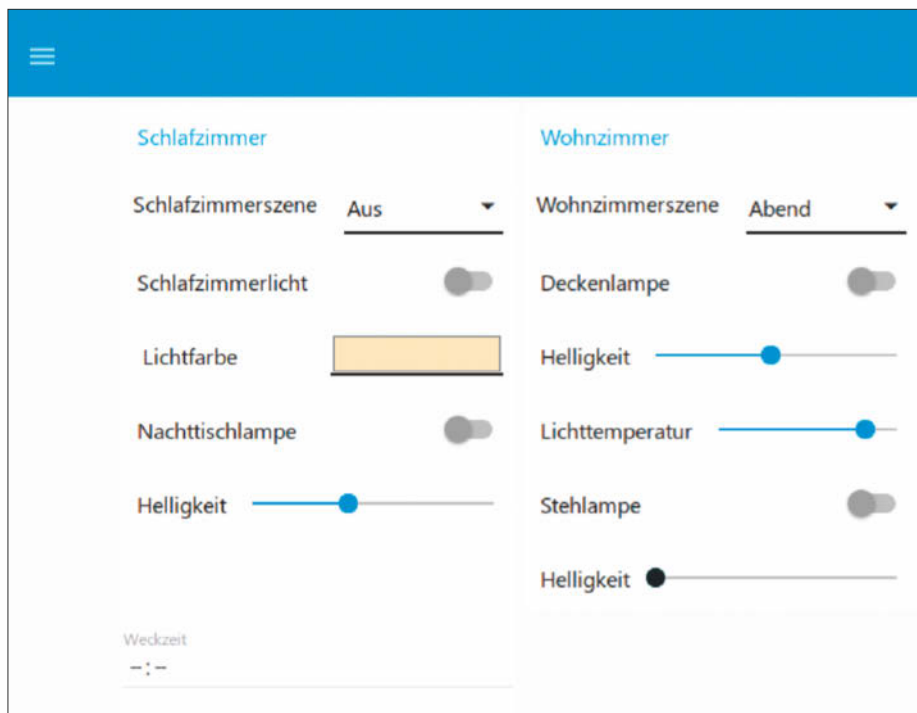 Schlafzimmer
Schlafzimmerszene Aus
Schlafzimmerlicht
Lichtfarbe
Nachttischlampe
Helligkeit
Weckzeit
--:--
Wohnzimmer
Wohnzimmerszene Abend
Deckenlampe
Helligkeit
Lichttemperatur
Stehlampe
Helligkeit